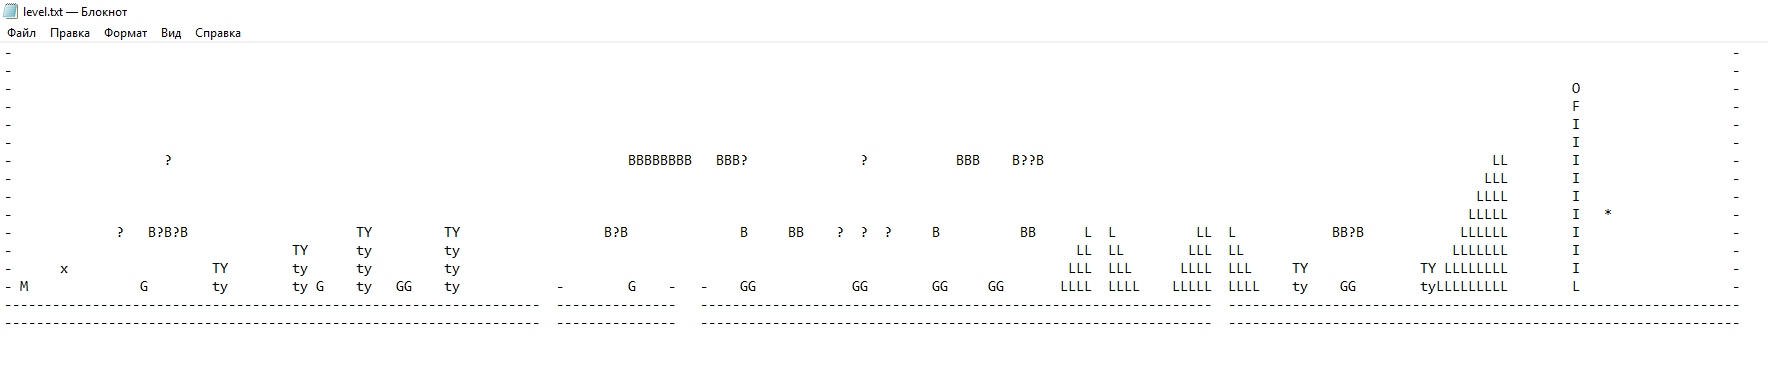 level.txt — Блокнот
Файл Правка Формат Вид Справка
- -
- -
- O -
- F -
- I -
- I -
- ? BBBBBBBB BBB? ? BBB B??B LL I -
- LLL I -
- LLLL I -
- LLLLL I * -
- ? B?B?B TY TY B?B B BB ? ? ? B BB L L LL L BB?B LLLLLL I -
- TY ty ty LL LL LLL LL LLLLLLL I -
- x TY ty ty ty LLL LLL LLLL LLL TY TY LLLLLLLL I -
- M G ty ty G ty GG ty - G - - GG GG GG GG LLLL LLLL LLLLL LLLL ty GG tyLLLLLLLLL L -
------------------------------------------------------------------- --------------- ---------------------------------------------------------------- ----------------------------------------------------------------
------------------------------------------------------------------- --------------- ---------------------------------------------------------------- ----------------------------------------------------------------